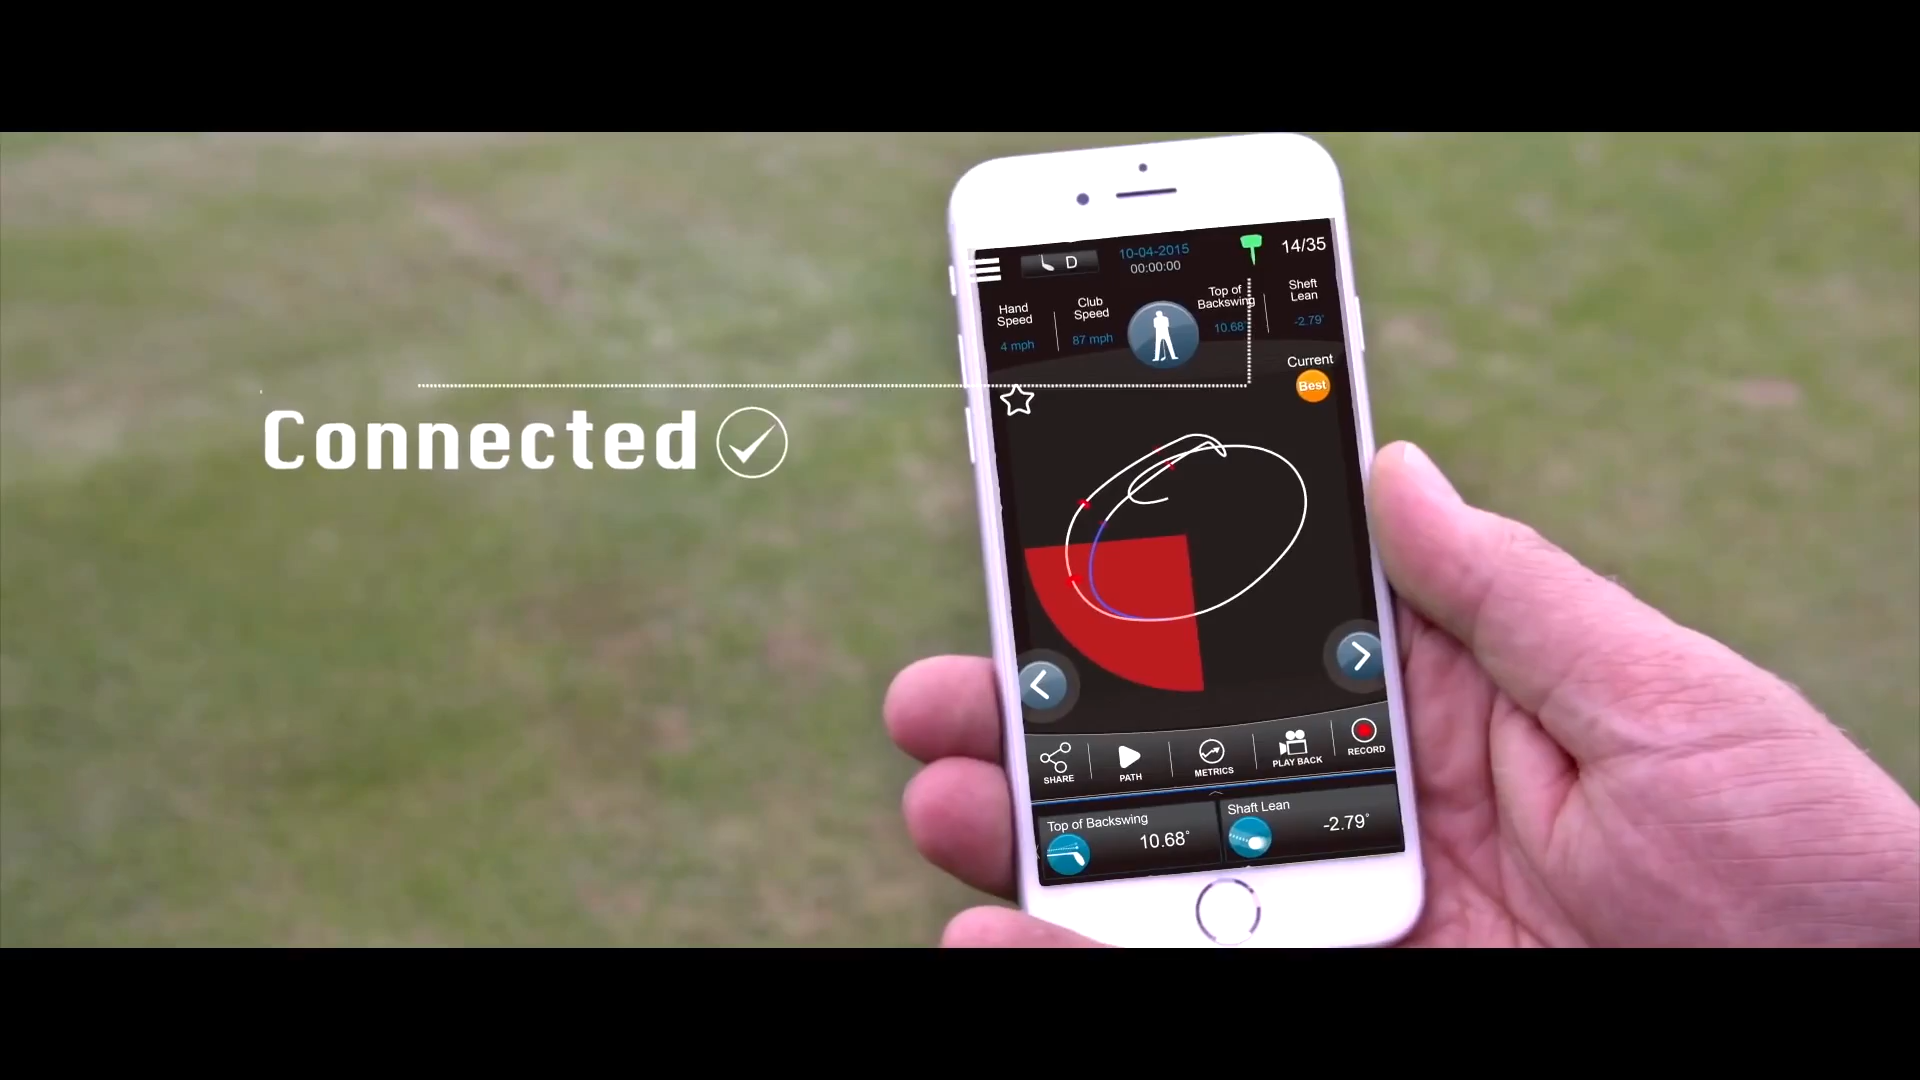 D
10-04-2015
00:00:00
14/35
Hand
Speed
4 mph
Club
Speed
87 mph
Top of
Backswing
10.68°
Sheft
Lean
-2.79°
Current
Best
Connected
SHARE
PATH
METRICS
PLAY BACK
RECORD
Top of Backswing
10.68°
Shaft Lean
-2.79°